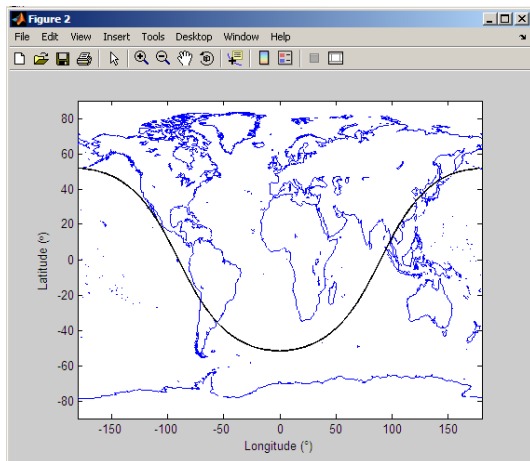 Figure 2
File Edit View Insert Tools Desktop Window Help
80
60
40
20
0
-20
-40
-60
-80
Latitude (º)
-150 -100 -50 0 50 100 150
Longitude (°)